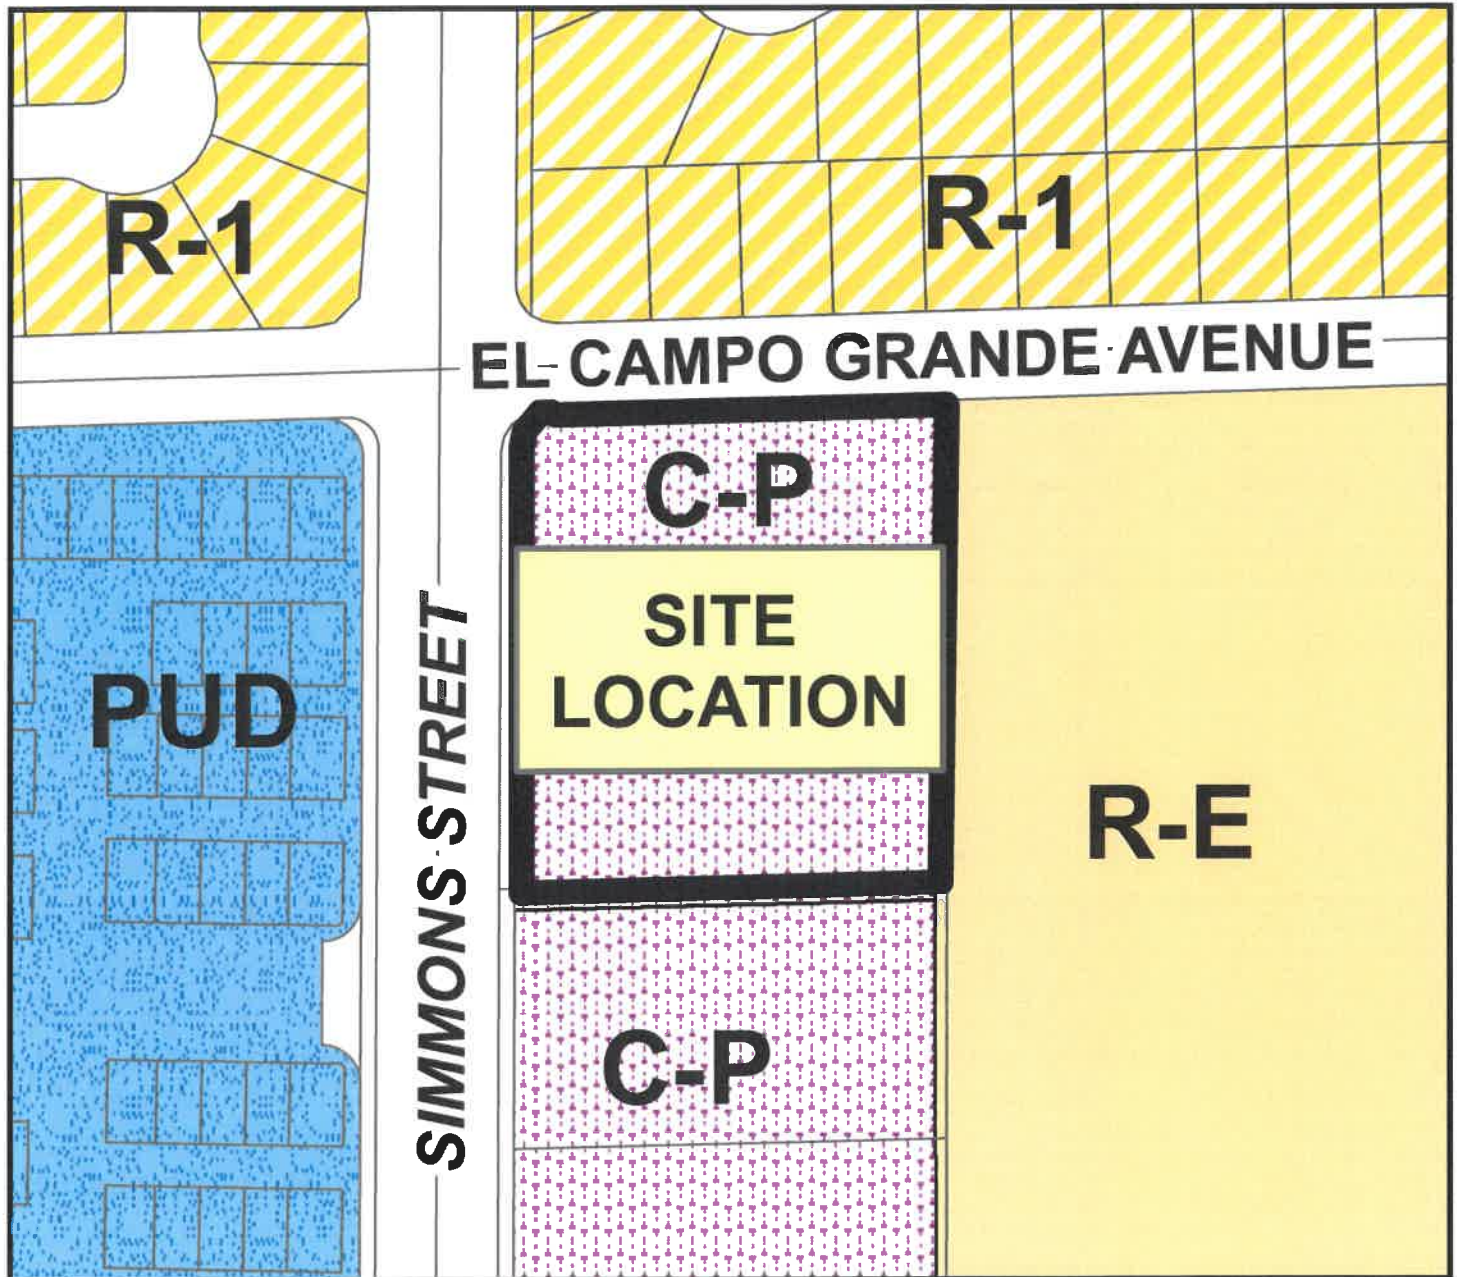 R-1
R-1
EL CAMPO GRANDE AVENUE
C-P
SITE
LOCATION
PUD
SIMMONS STREET
R-E
C-P